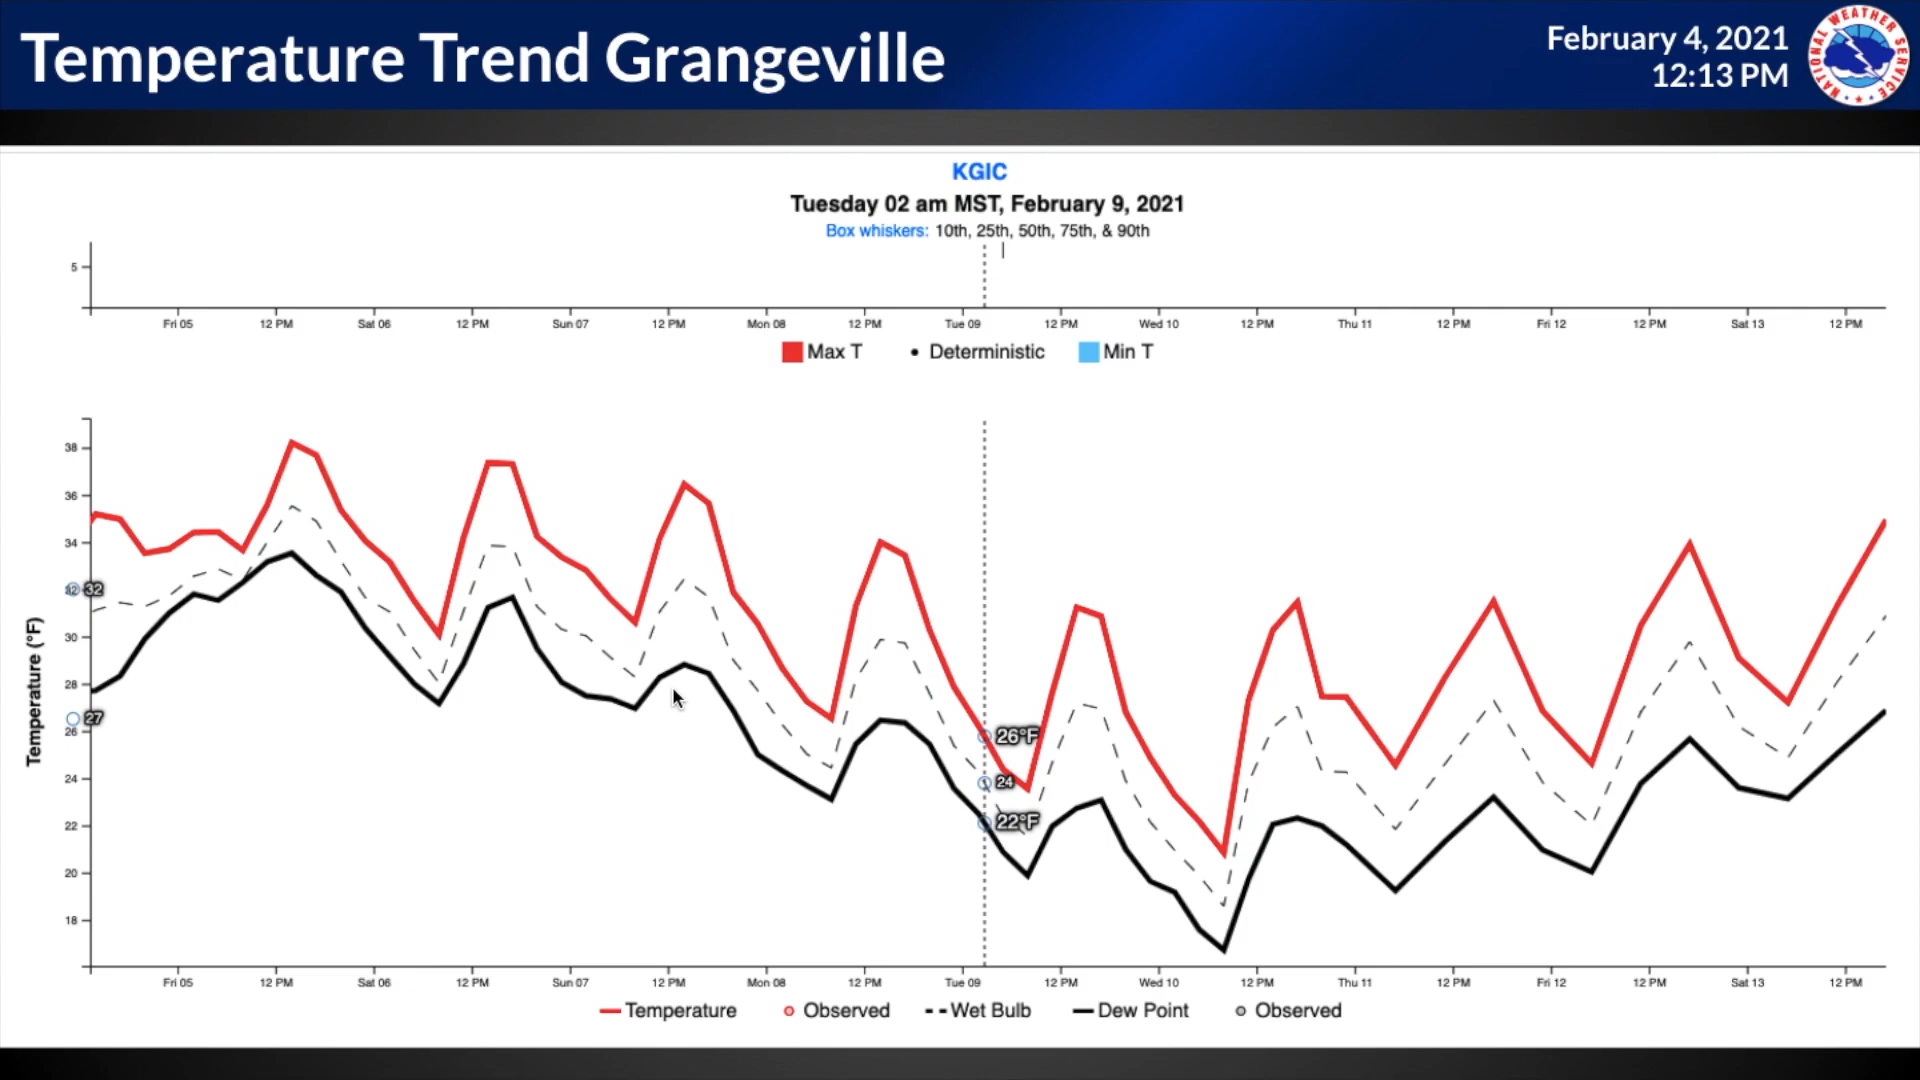 Temperature Trend Grangeville
February 4, 2021
12:13 PM
NATIONAL WEATHER SERVICE
KGIC
Tuesday 02 am MST, February 9, 2021
Box whiskers: 10th, 25th, 50th, 75th, & 90th
5
Fri 05 12 PM Sat 06 12 PM Sun 07 12 PM Mon 08 12 PM Tue 09 12 PM Wed 10 12 PM Thu 11 12 PM Fri 12 12 PM Sat 13 12 PM
Max T Deterministic Min T
Temperature (°F)
38
36
34
32 32
30
28
27
26
26°F
24
24
22°F
22
20
18
Fri 05 12 PM Sat 06 12 PM Sun 07 12 PM Mon 08 12 PM Tue 09 12 PM Wed 10 12 PM Thu 11 12 PM Fri 12 12 PM Sat 13 12 PM
Temperature Observed Wet Bulb Dew Point Observed